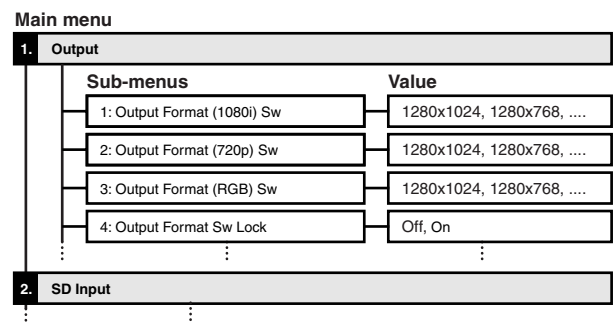 Main menu
1. Output
Sub-menus Value
1: Output Format (1080i) Sw 1280x1024, 1280x768, ....
2: Output Format (720p) Sw 1280x1024, 1280x768, ....
3: Output Format (RGB) Sw 1280x1024, 1280x768, ....
4: Output Format Sw Lock Off, On
2. SD Input